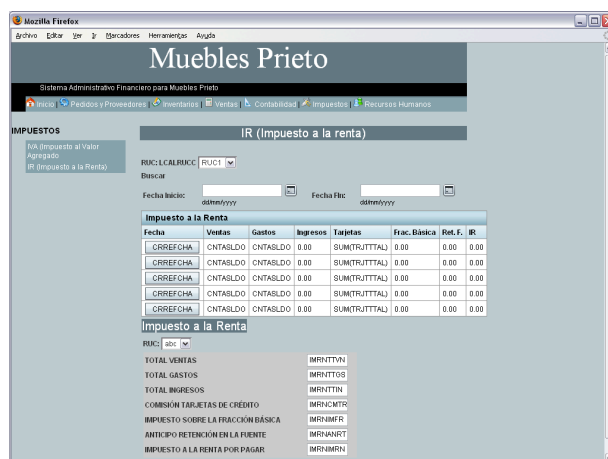 Mozilla Firefox
Archivo Editar Ver Ir Marcadores Herramientas Ayuda
Muebles Prieto
Sistema Administrativo Financiero para Muebles Prieto
Inicio | Pedidos y Proveedores | Inventarios | Ventas | Contabilidad | Impuestos | Recursos Humanos
IMPUESTOS
IVA (Impuesto al Valor
Agregado
IR (Impuesto a la Renta)
IR (Impuesto a la renta)
RUC: LCALRUCC RUC1
Buscar
Fecha Inicio: Fecha Fin:
dd/mm/yyyy dd/mm/yyyy
Impuesto a la Renta
Fecha Ventas Gastos Ingresos Tarjetas Frac. Básica Ret. F. IR
CRREFCHA CNTASLDO CNTASLDO 0.00 SUM(TRJTTTAL) 0.00 0.00 0.00
CRREFCHA CNTASLDO CNTASLDO 0.00 SUM(TRJTTTAL) 0.00 0.00 0.00
CRREFCHA CNTASLDO CNTASLDO 0.00 SUM(TRJTTTAL) 0.00 0.00 0.00
CRREFCHA CNTASLDO CNTASLDO 0.00 SUM(TRJTTTAL) 0.00 0.00 0.00
CRREFCHA CNTASLDO CNTASLDO 0.00 SUM(TRJTTTAL) 0.00 0.00 0.00
Impuesto a la Renta
RUC: abc
TOTAL VENTAS IMRNTTVN
TOTAL GASTOS IMRNTTGS
TOTAL INGRESOS IMRNTTIN
COMISIÓN TARJETAS DE CRÉDITO IMRNCMTR
IMPUESTO SOBRE LA FRACCIÓN BÁSICA IMRNIMFR
ANTICIPO RETENCIÓN EN LA FUENTE IMRNANRT
IMPUESTO A LA RENTA POR PAGAR IMRNIMRN